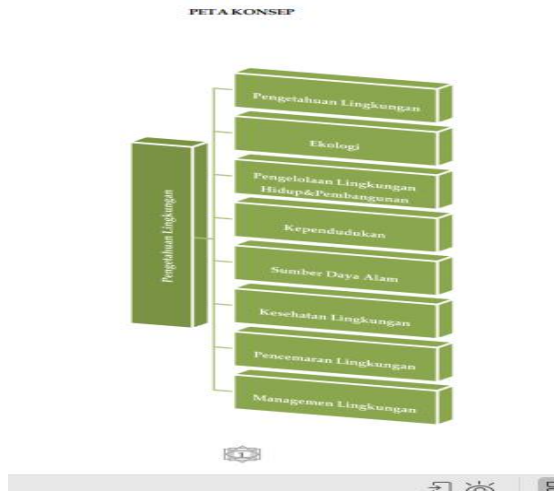 PETA KONSEP
Pengetahuan Lingkungan
Pengetahuan Lingkungan
Ekologi
Pengelolaan Lingkungan
Hidup&Pembangunan
Kependudukan
Sumber Daya Alam
Kesehatan Lingkungan
Pencemaran Lingkungan
Managemen Lingkungan
1